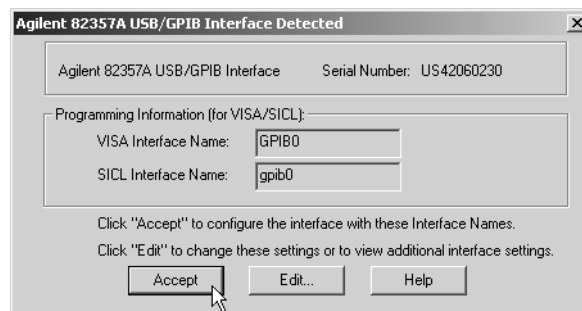 Agilent 82357A USB/GPIB Interface Detected
Agilent 82357A USB/GPIB Interface Serial Number: US42060230
Programming Information (for VISA/SICL):
VISA Interface Name: GPIB0
SICL Interface Name: gpib0
Click "Accept" to configure the interface with these Interface Names.
Click "Edit" to change these settings or to view additional interface settings.
Accept Edit... Help